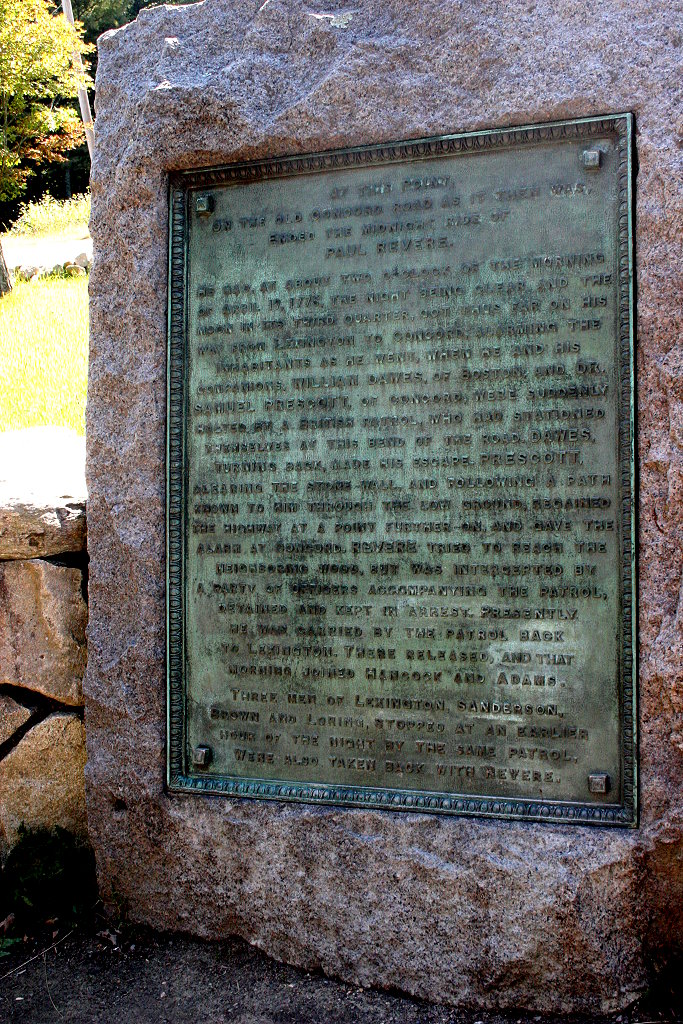 AT THIS POINT,
ON THE OLD CONCORD ROAD AS IT THEN WAS,
ENDED THE MIDNIGHT RIDE OF
PAUL REVERE.
HE HAD, AT ABOUT TWO O'CLOCK OF THE MORNING
OF APRIL 19, 1775, THE NIGHT BEING CLEAR AND THE
MOON IN ITS THIRD QUARTER, GOT THUS FAR ON HIS
WAY FROM LEXINGTON TO CONCORD, ALARMING THE
INHABITANTS AS HE WENT, WHEN HE AND HIS
COMPANIONS, WILLIAM DAWES, OF BOSTON, AND DR.
SAMUEL PRESCOTT, OF CONCORD, WERE SUDDENLY
HALTED BY A BRITISH PATROL, WHO HAD STATIONED
THEMSELVES AT THIS BEND OF THE ROAD. DAWES,
TURNING BACK, MADE HIS ESCAPE. PRESCOTT,
CLEARING THE STONE WALL, AND FOLLOWING A PATH
KNOWN TO HIM THROUGH THE LOW GROUND, REGAINED
THE HIGHWAY AT A POINT FURTHER ON, AND GAVE THE
ALARM AT CONCORD. REVERE TRIED TO REACH THE
NEIGHBORING WOOD, BUT WAS INTERCEPTED BY
A PARTY OF OFFICERS ACCOMPANYING THE PATROL,
DETAINED AND KEPT IN ARREST. PRESENTLY
HE WAS CARRIED BY THE PATROL BACK
TO LEXINGTON, THERE RELEASED, AND THAT
MORNING JOINED HANCOCK AND ADAMS.
THREE MEN OF LEXINGTON, SANDERSON,
BROWN AND LORING, STOPPED AT AN EARLIER
HOUR OF THE NIGHT BY THE SAME PATROL,
WERE ALSO TAKEN BACK WITH REVERE.